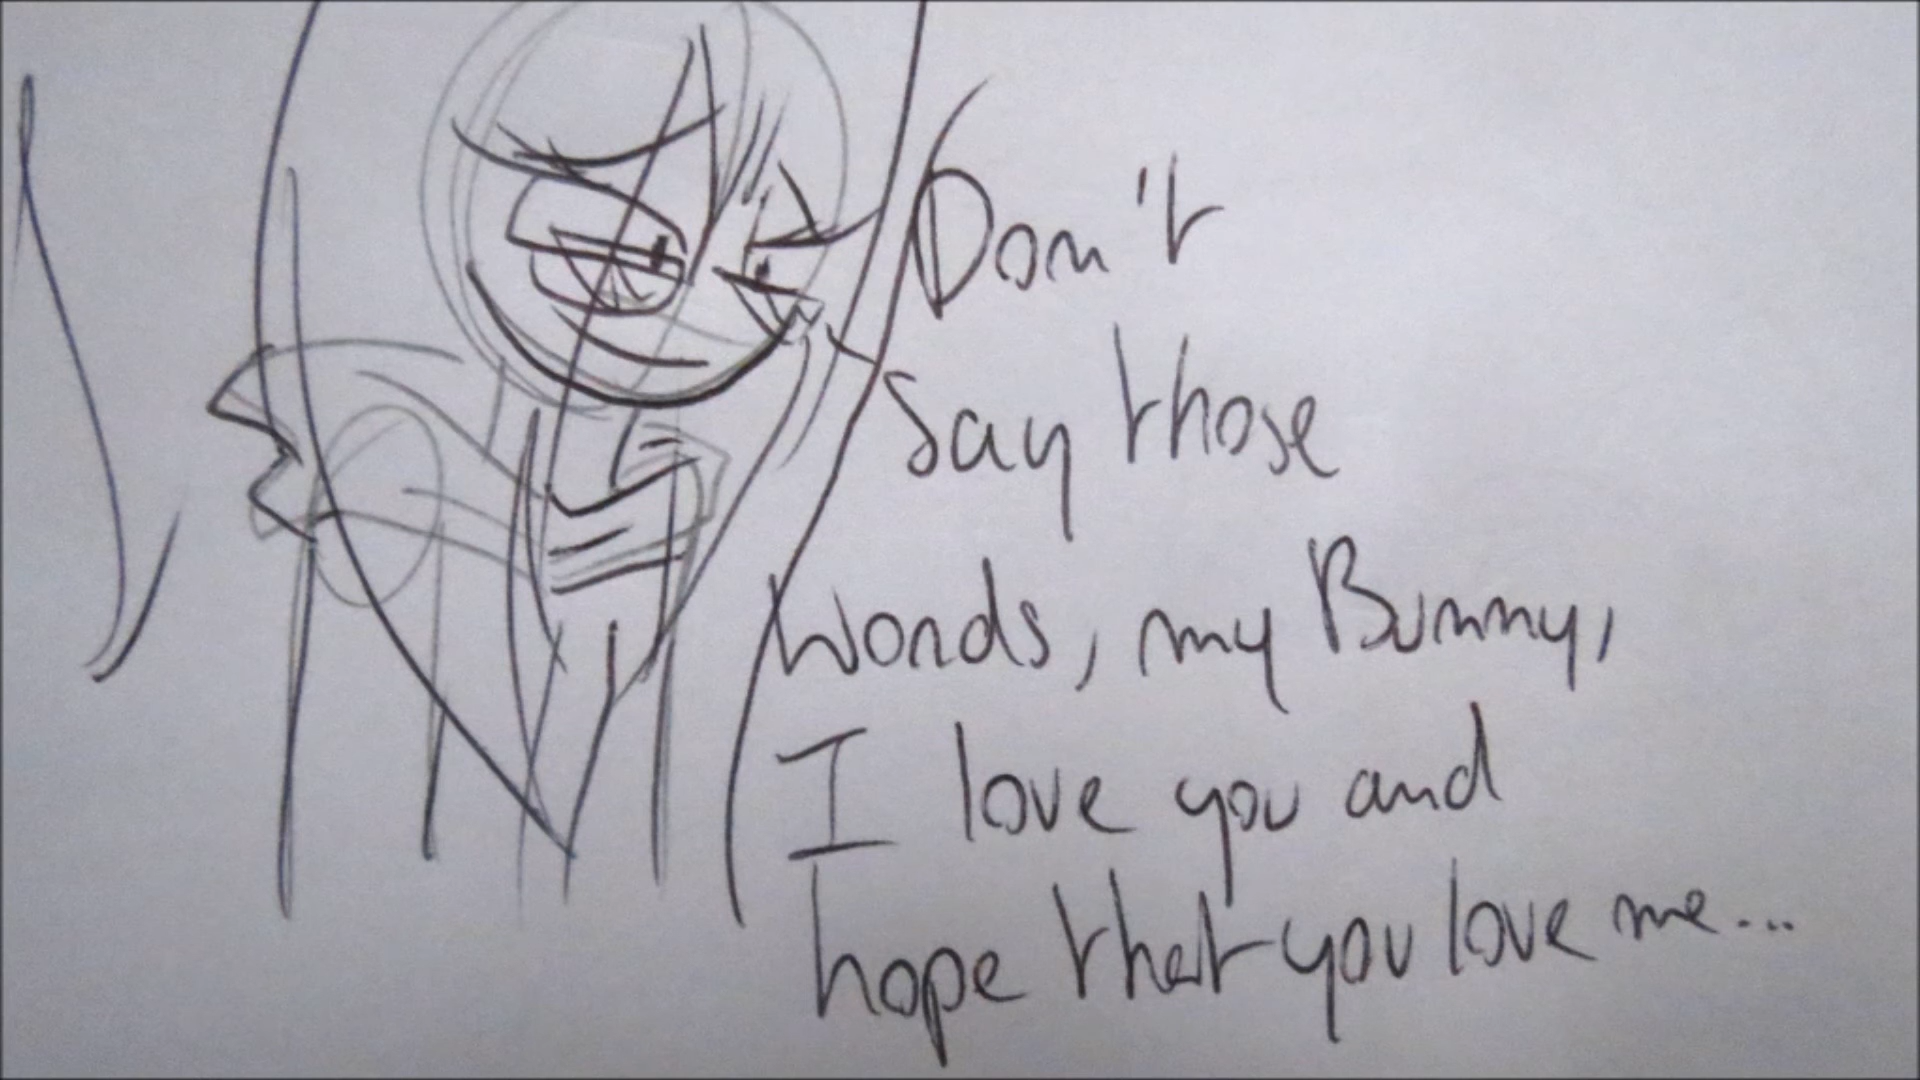 Don't
Say those
words, my Bunny,
I love you and
hope that you love me...